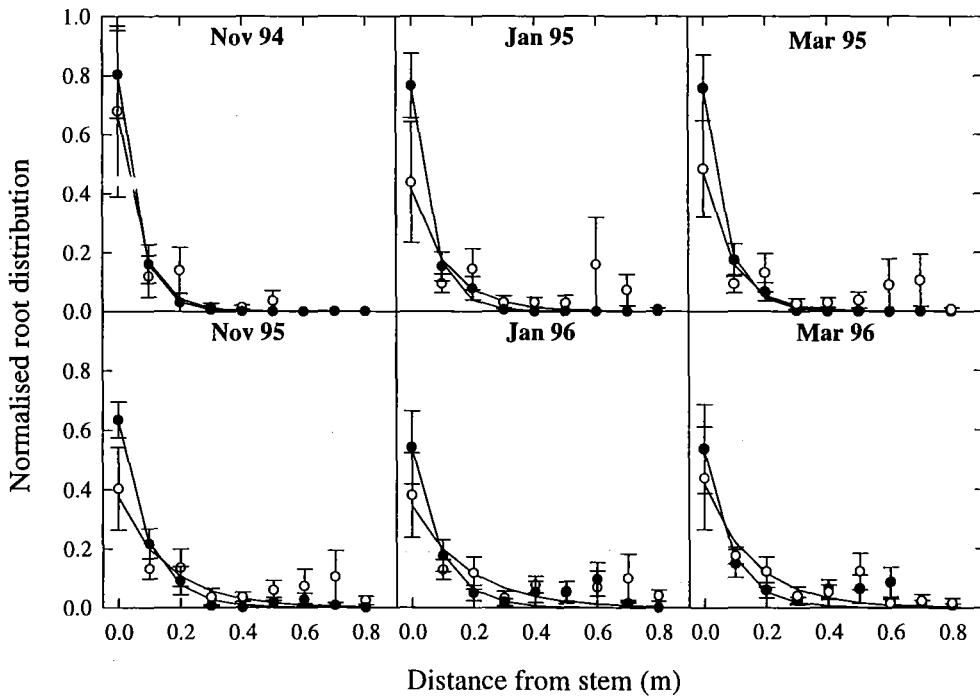 Nov 94
Jan 95
Mar 95
1.0
0.8
0.6
0.4
0.2
0.0
Nov 95
Jan 96
Mar 96
0.8
0.6
0.4
0.2
0.0
0.0 0.2 0.4 0.6 0.8
0.0 0.2 0.4 0.6 0.8
0.0 0.2 0.4 0.6 0.8
Normalised root distribution
Distance from stem (m)